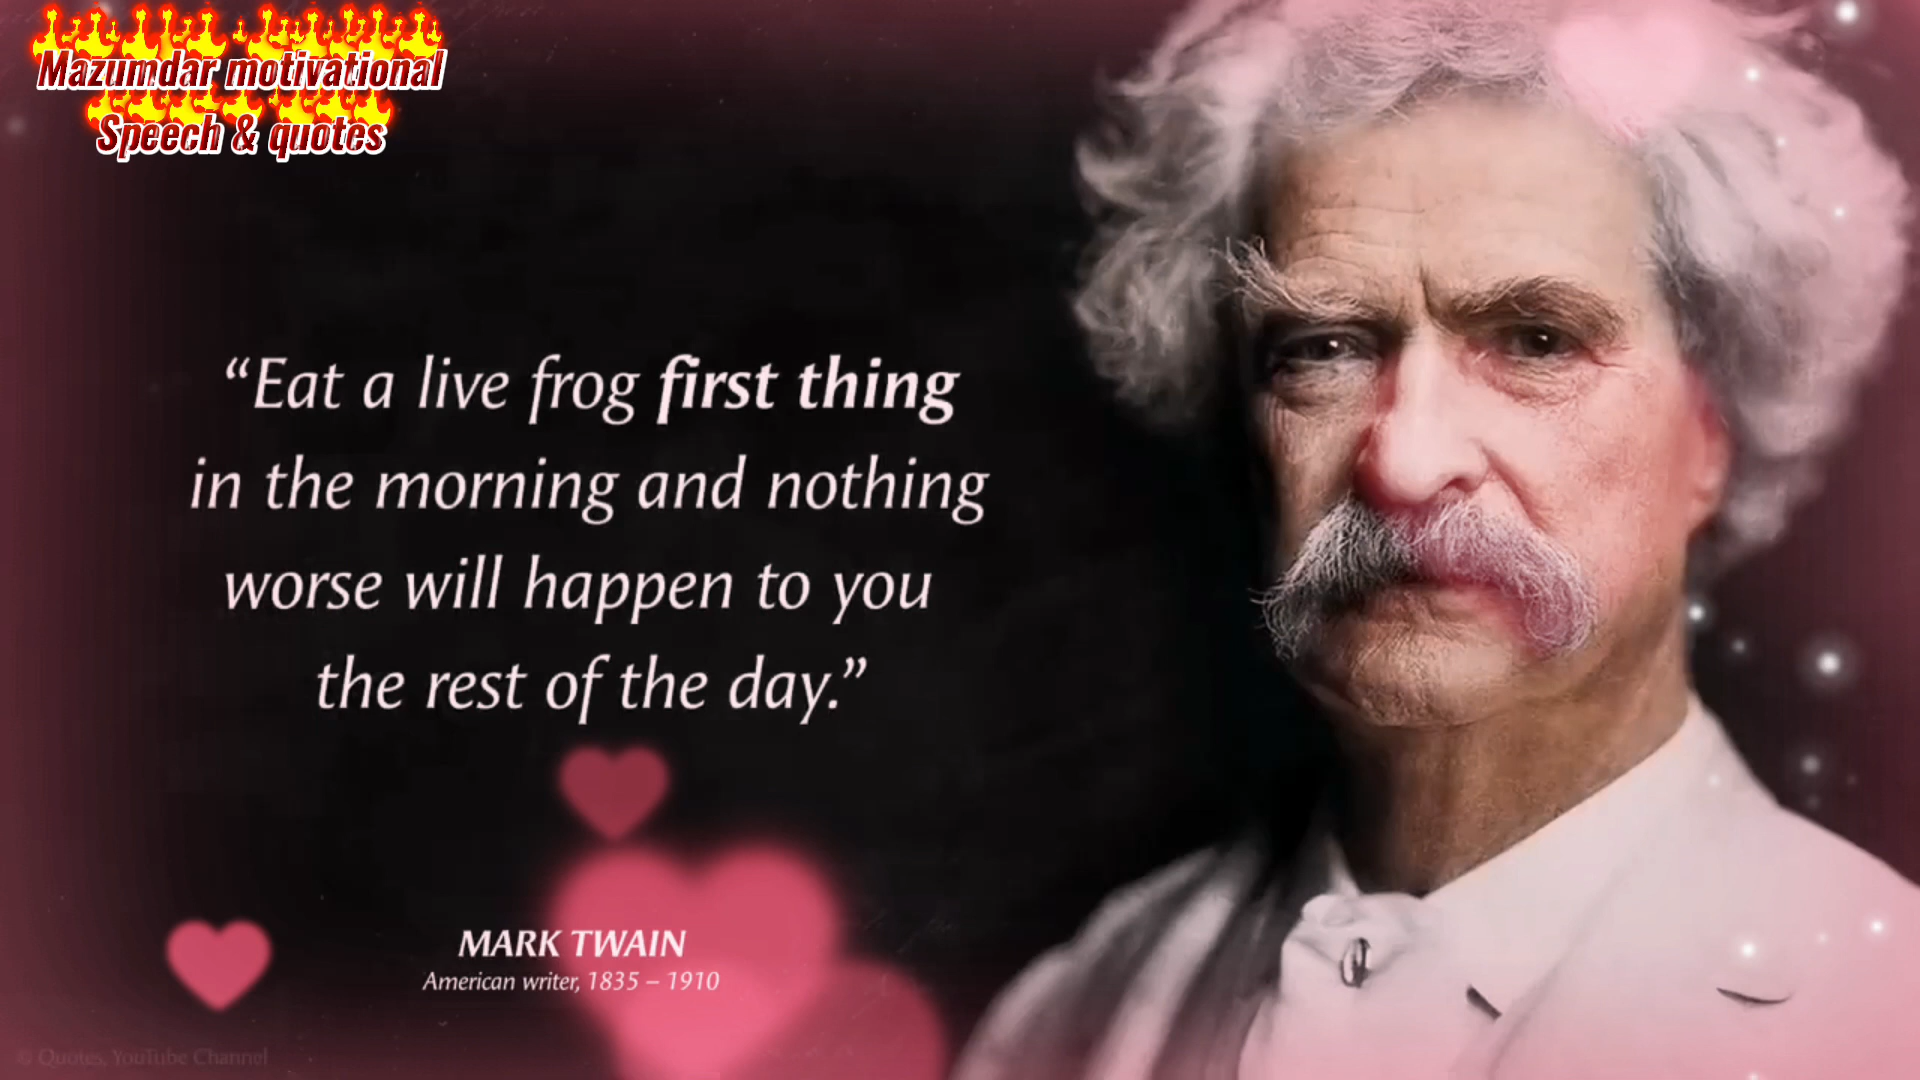 Mazumdar motivational
Speech & quotes
“Eat a live frog first thing
in the morning and nothing
worse will happen to you
the rest of the day.”
MARK TWAIN
American writer, 1835 – 1910
© Quotes, YouTube Channel